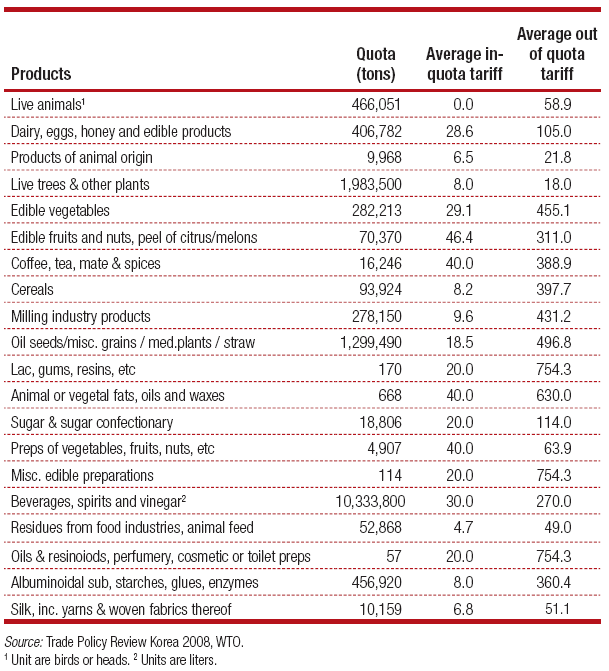 Products Quota (tons) Average in-quota tariff Average out of quota tariff
Live animals¹ 466,051 0.0 58.9
Dairy, eggs, honey and edible products 406,782 28.6 105.0
Products of animal origin 9,968 6.5 21.8
Live trees & other plants 1,983,500 8.0 18.0
Edible vegetables 282,213 29.1 455.1
Edible fruits and nuts, peel of citrus/melons 70,370 46.4 311.0
Coffee, tea, mate & spices 16,246 40.0 388.9
Cereals 93,924 8.2 397.7
Milling industry products 278,150 9.6 431.2
Oil seeds/misc. grains / med.plants / straw 1,299,490 18.5 496.8
Lac, gums, resins, etc 170 20.0 754.3
Animal or vegetal fats, oils and waxes 668 40.0 630.0
Sugar & sugar confectionary 18,806 20.0 114.0
Preps of vegetables, fruits, nuts, etc 4,907 40.0 63.9
Misc. edible preparations 114 20.0 754.3
Beverages, spirits and vinegar² 10,333,800 30.0 270.0
Residues from food industries, animal feed 52,868 4.7 49.0
Oils & resinoiods, perfumery, cosmetic or toilet preps 57 20.0 754.3
Albuminoidal sub, starches, glues, enzymes 456,920 8.0 360.4
Silk, inc. yarns & woven fabrics thereof 10,159 6.8 51.1
Source: Trade Policy Review Korea 2008, WTO.
¹ Unit are birds or heads. ² Units are liters.